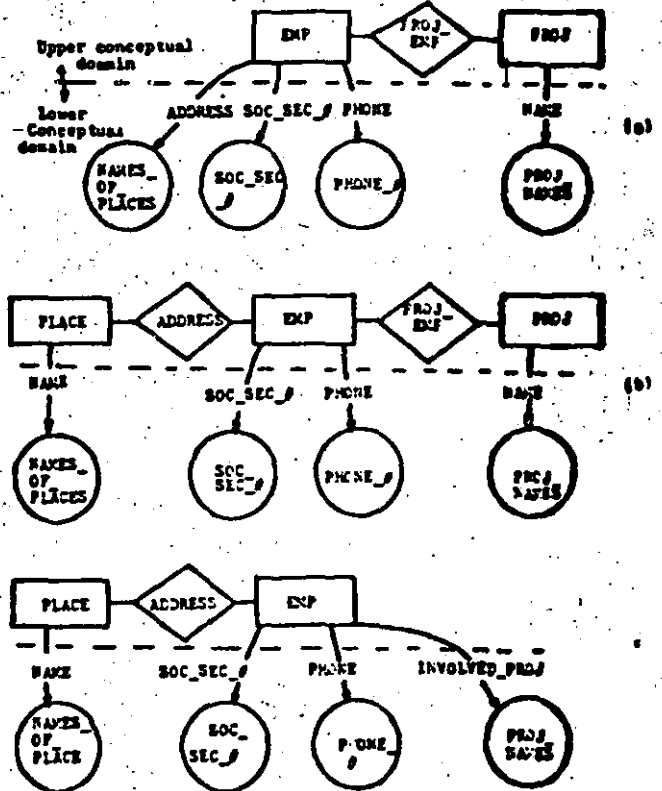 EMP
PROJ_
EMP
PROJ
Upper conceptual
domain
Lower
Conceptual
domain
ADDRESS SOC_SEC_# PHONE
NAME
(a)
NAMES_
OF
PLACES
SOC_SEC
_#
PHONE_#
PROJ_
NAMES
PLACE
ADDRESS
EMP
PROJ_
EMP
PROJ
NAME
SOC_SEC_# PHONE
NAME
(b)
NAMES_
OF
PLACES
SOC_
SEC_#
PHONE_#
PROJ_
NAMES
PLACE
ADDRESS
EMP
NAME
SOC_SEC_#
PHONE
INVOLVED_PROJ
c
NAMES_
OF
PLACE
SOC_
SEC_#
PHONE_
#
PROJ_
NAMES